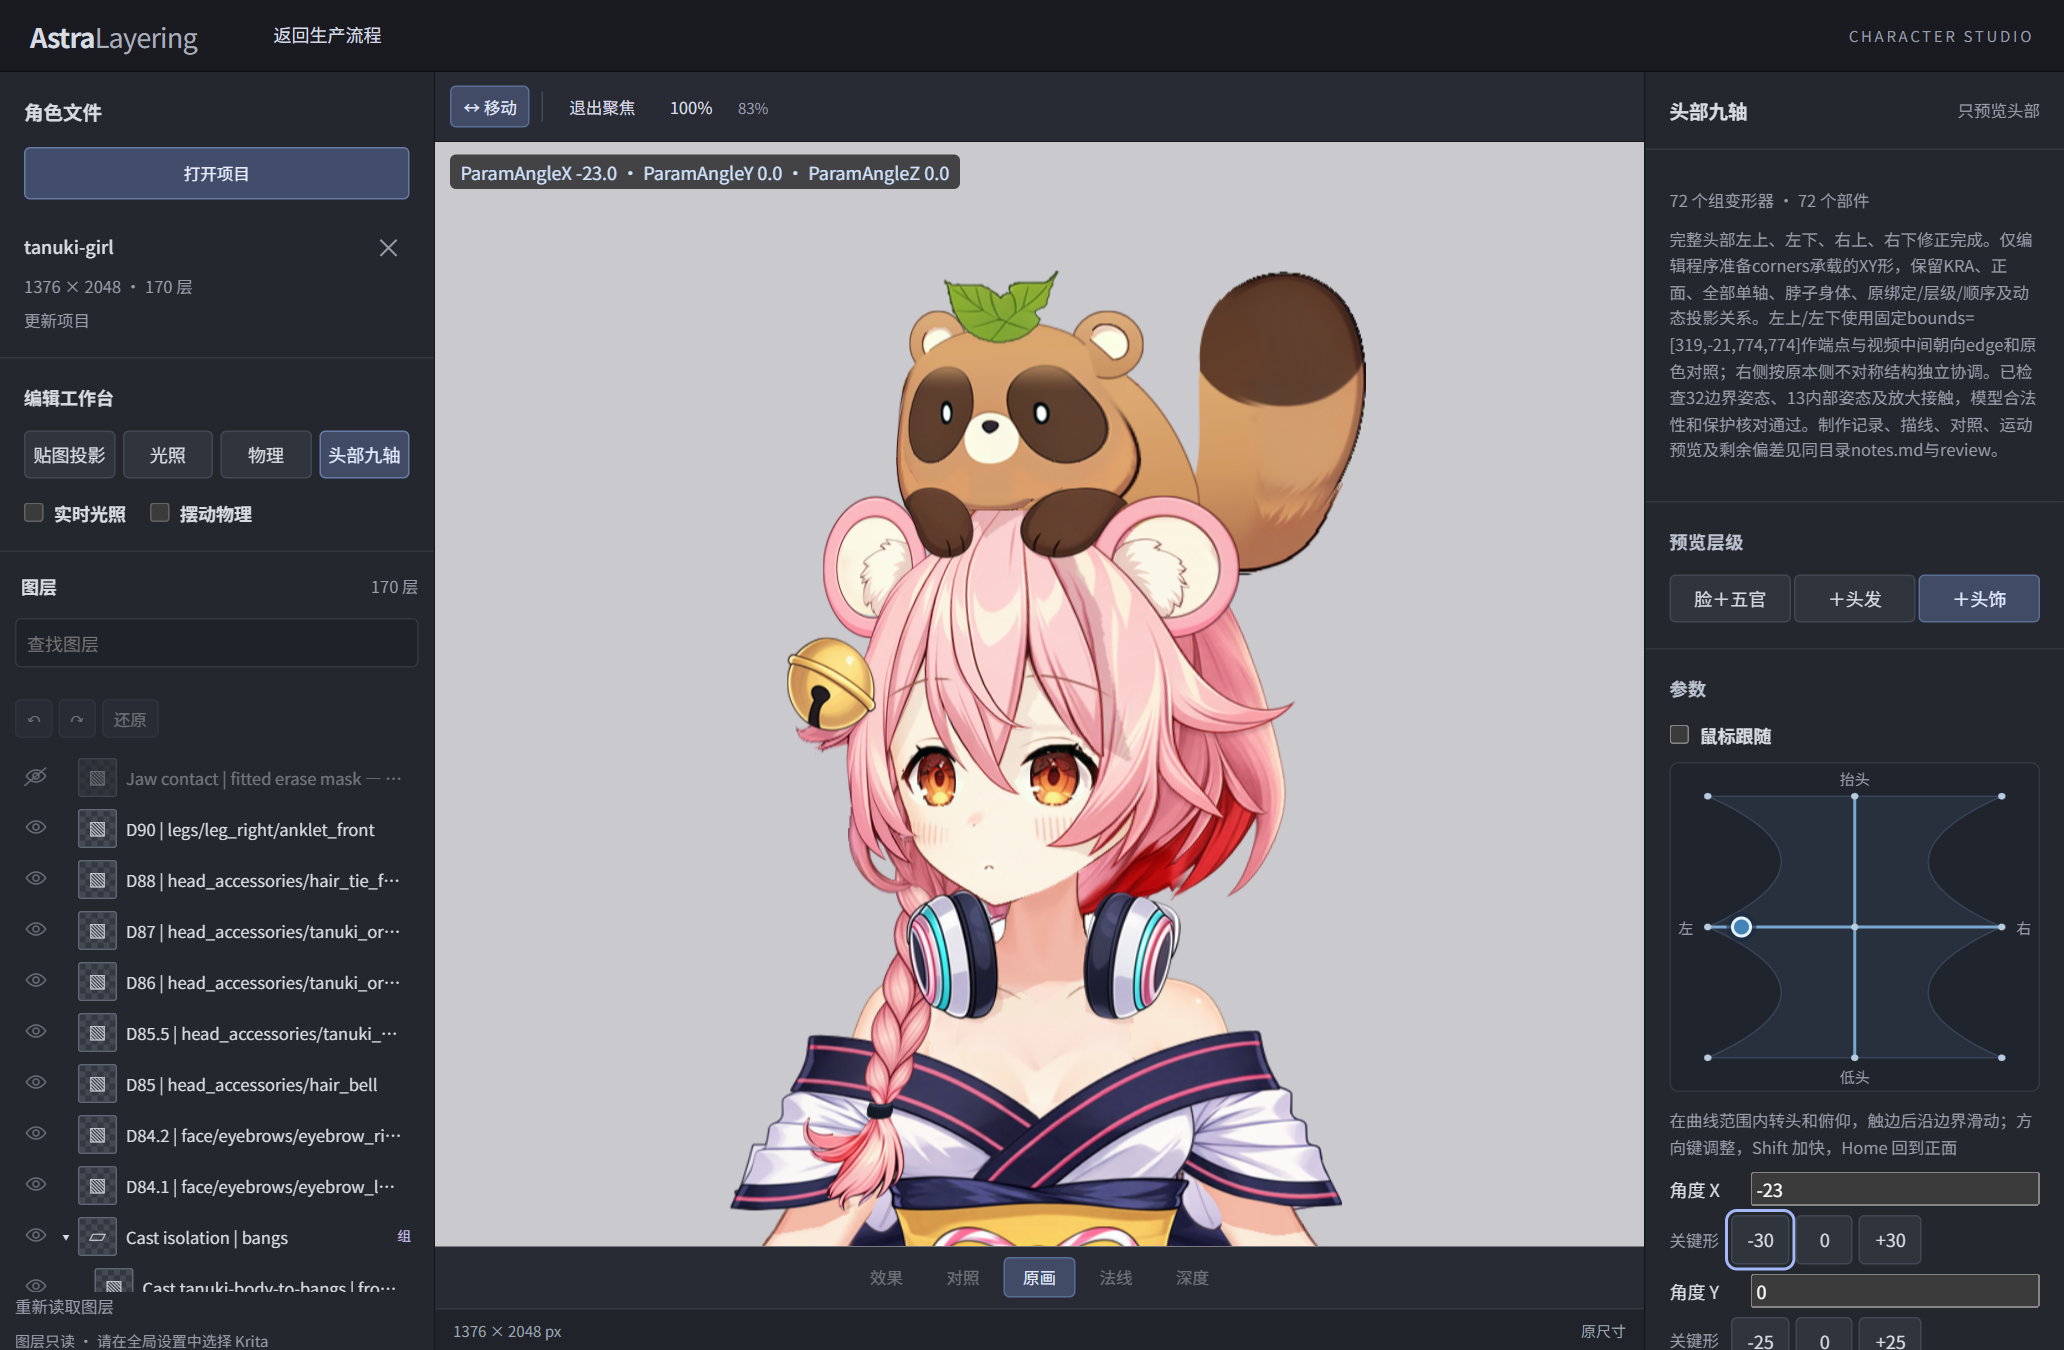 AstraLayering
返回生产流程
CHARACTER STUDIO
角色文件
打开项目
tanuki-girl
1376 × 2048 · 170 层
更新项目
编辑工作台
贴图投影
光照
物理
头部九轴
实时光照
摆动物理
图层
170 层
查找图层
还原
Jaw contact | fitted erase mask — ···
D90 | legs/leg_right/anklet_front
D88 | head_accessories/hair_tie_f···
D87 | head_accessories/tanuki_or···
D86 | head_accessories/tanuki_or···
D85.5 | head_accessories/tanuki_···
D85 | head_accessories/hair_bell
D84.2 | face/eyebrows/eyebrow_ri···
D84.1 | face/eyebrows/eyebrow_l···
Cast isolation | bangs
组
Cast tanuki-body-to-bangs | fro···
重新读取图层
图层只读 · 请在全局设置中选择 Krita
↔ 移动
退出聚焦
100%
83%
ParamAngleX -23.0 · ParamAngleY 0.0 · ParamAngleZ 0.0
效果
对照
原画
法线
深度
1376 × 2048 px
原尺寸
头部九轴
只预览头部
72 个组变形器 · 72 个部件
完整头部左上、左下、右上、右下修正完成。仅编
辑程序准备corners承载的XY形，保留KRA、正
面、全部单轴、脖子身体、原绑定/层级/顺序及动
态投影关系。左上/左下使用固定bounds=
[319,-21,774,774]作端点与视频中间朝向edge和原
色对照；右侧按原本侧不对称结构独立协调。已检
查32边界姿态、13内部姿态及放大接触，模型合法
性和保护核对通过。制作记录、描线、对照、运动
预览及剩余偏差见同目录notes.md与review。
预览层级
脸＋五官
＋头发
＋头饰
参数
鼠标跟随
抬头
左
右
低头
在曲线范围内转头和俯仰，触边后沿边界滑动；方
向键调整，Shift 加快，Home 回到正面
角度 X
-23
关键形
-30
0
+30
角度 Y
0
关键形
-25
0
+25